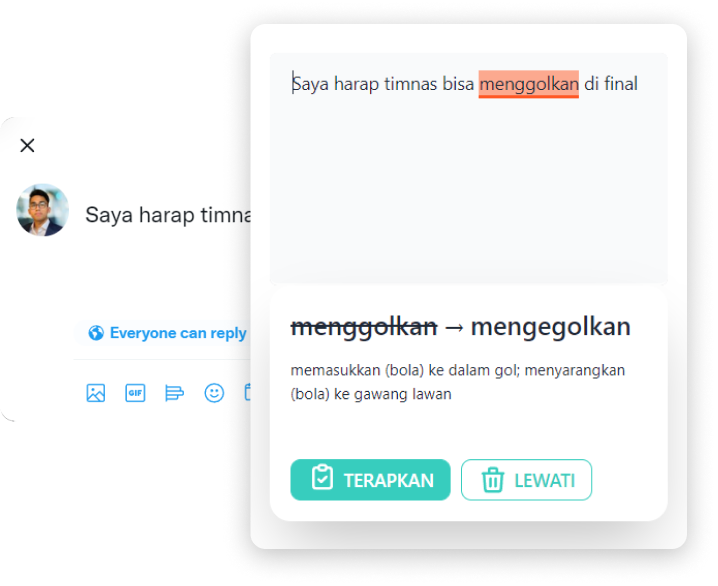 Saya harap timnas bisa menggolkan di final
Saya harap timna
Everyone can reply
GIF
menggolkan → mengegolkan
memasukkan (bola) ke dalam gol; menyarangkan
(bola) ke gawang lawan
TERAPKAN
LEWATI